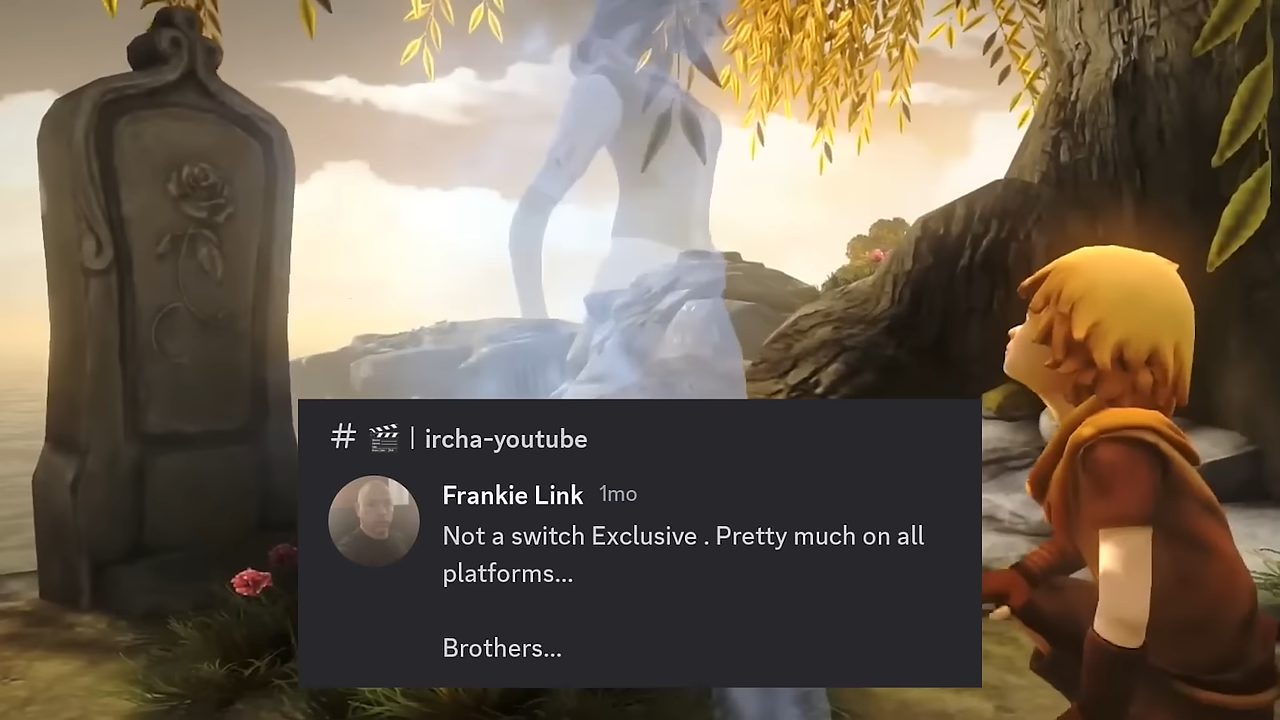 # 🎬 | ircha-youtube
Frankie Link 1mo
Not a switch Exclusive . Pretty much on all
platforms...
Brothers...